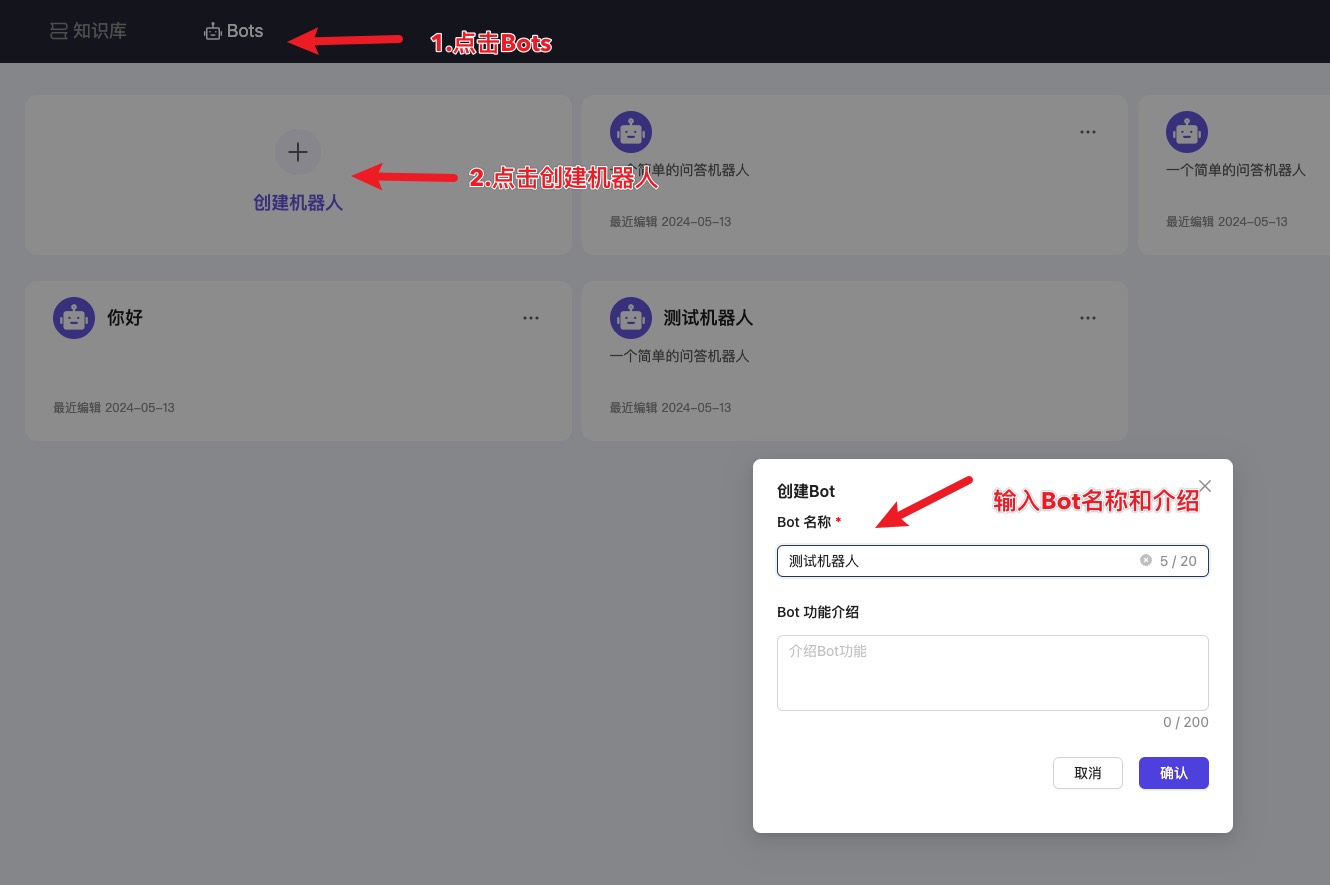 知识库
Bots
1.点击Bots
2.点击创建机器人
创建机器人
一个简单的问答机器人
最近编辑 2024-05-13
一个简单的问答机器人
最近编辑 2024-05-13
你好
最近编辑 2024-05-13
测试机器人
一个简单的问答机器人
最近编辑 2024-05-13
创建Bot
输入Bot名称和介绍
Bot 名称 *
测试机器人
5 / 20
Bot 功能介绍
介绍Bot功能
0 / 200
取消
确认